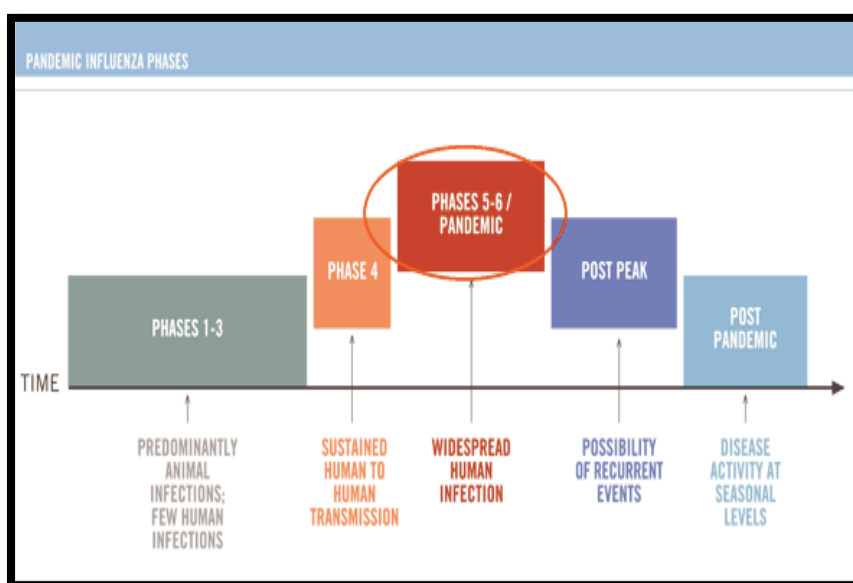 PANDEMIC INFLUENZA PHASES
PHASES 1-3
PHASE 4
PHASES 5-6 /
PANDEMIC
POST PEAK
POST
PANDEMIC
TIME
PREDOMINANTLY
ANIMAL
INFECTIONS;
FEW HUMAN
INFECTIONS
SUSTAINED
HUMAN TO
HUMAN
TRANSMISSION
WIDESPREAD
HUMAN
INFECTION
POSSIBILITY
OF RECURRENT
EVENTS
DISEASE
ACTIVITY AT
SEASONAL
LEVELS